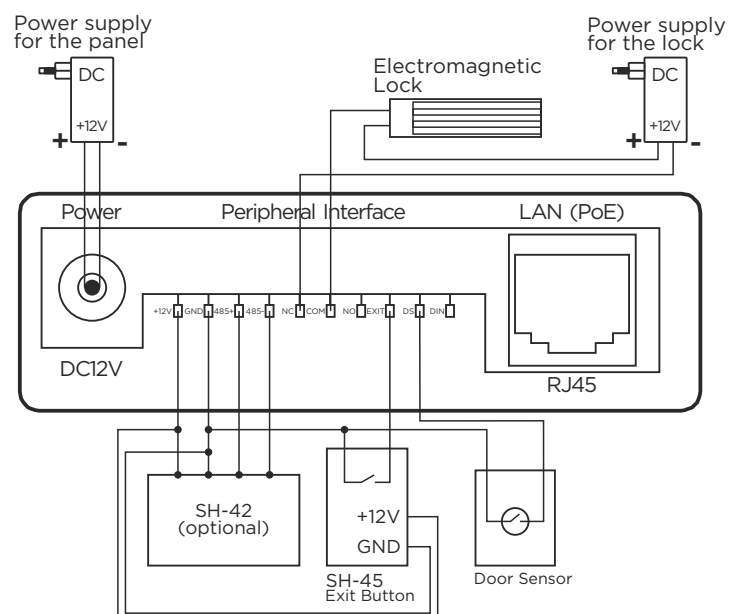 Power supply
for the panel
DC
+12V
+
-
Electromagnetic
Lock
Power supply
for the lock
DC
+12V
+
-
Power
Peripheral Interface
LAN (PoE)
+12V GND 485+ 485- NC COM NO EXIT DS DIN
DC12V
RJ45
SH-42
(optional)
+12V
GND
SH-45
Exit Button
Door Sensor